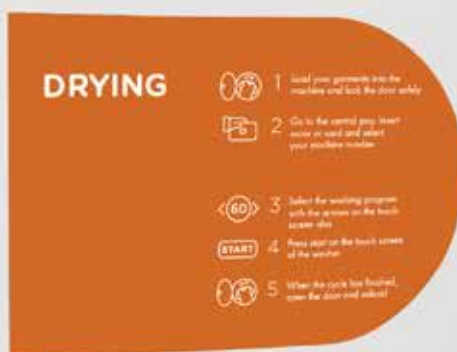 DRYING
1 Load your garments into the
machine and lock the door safely
2 Go to the central pay, insert
coins or card and select
your machine number
60
3 Select the washing program
with the arrows on the touch
screen
START
4 Press start on the touch screen
of the washer
5 When the cycle has finished,
open the door and